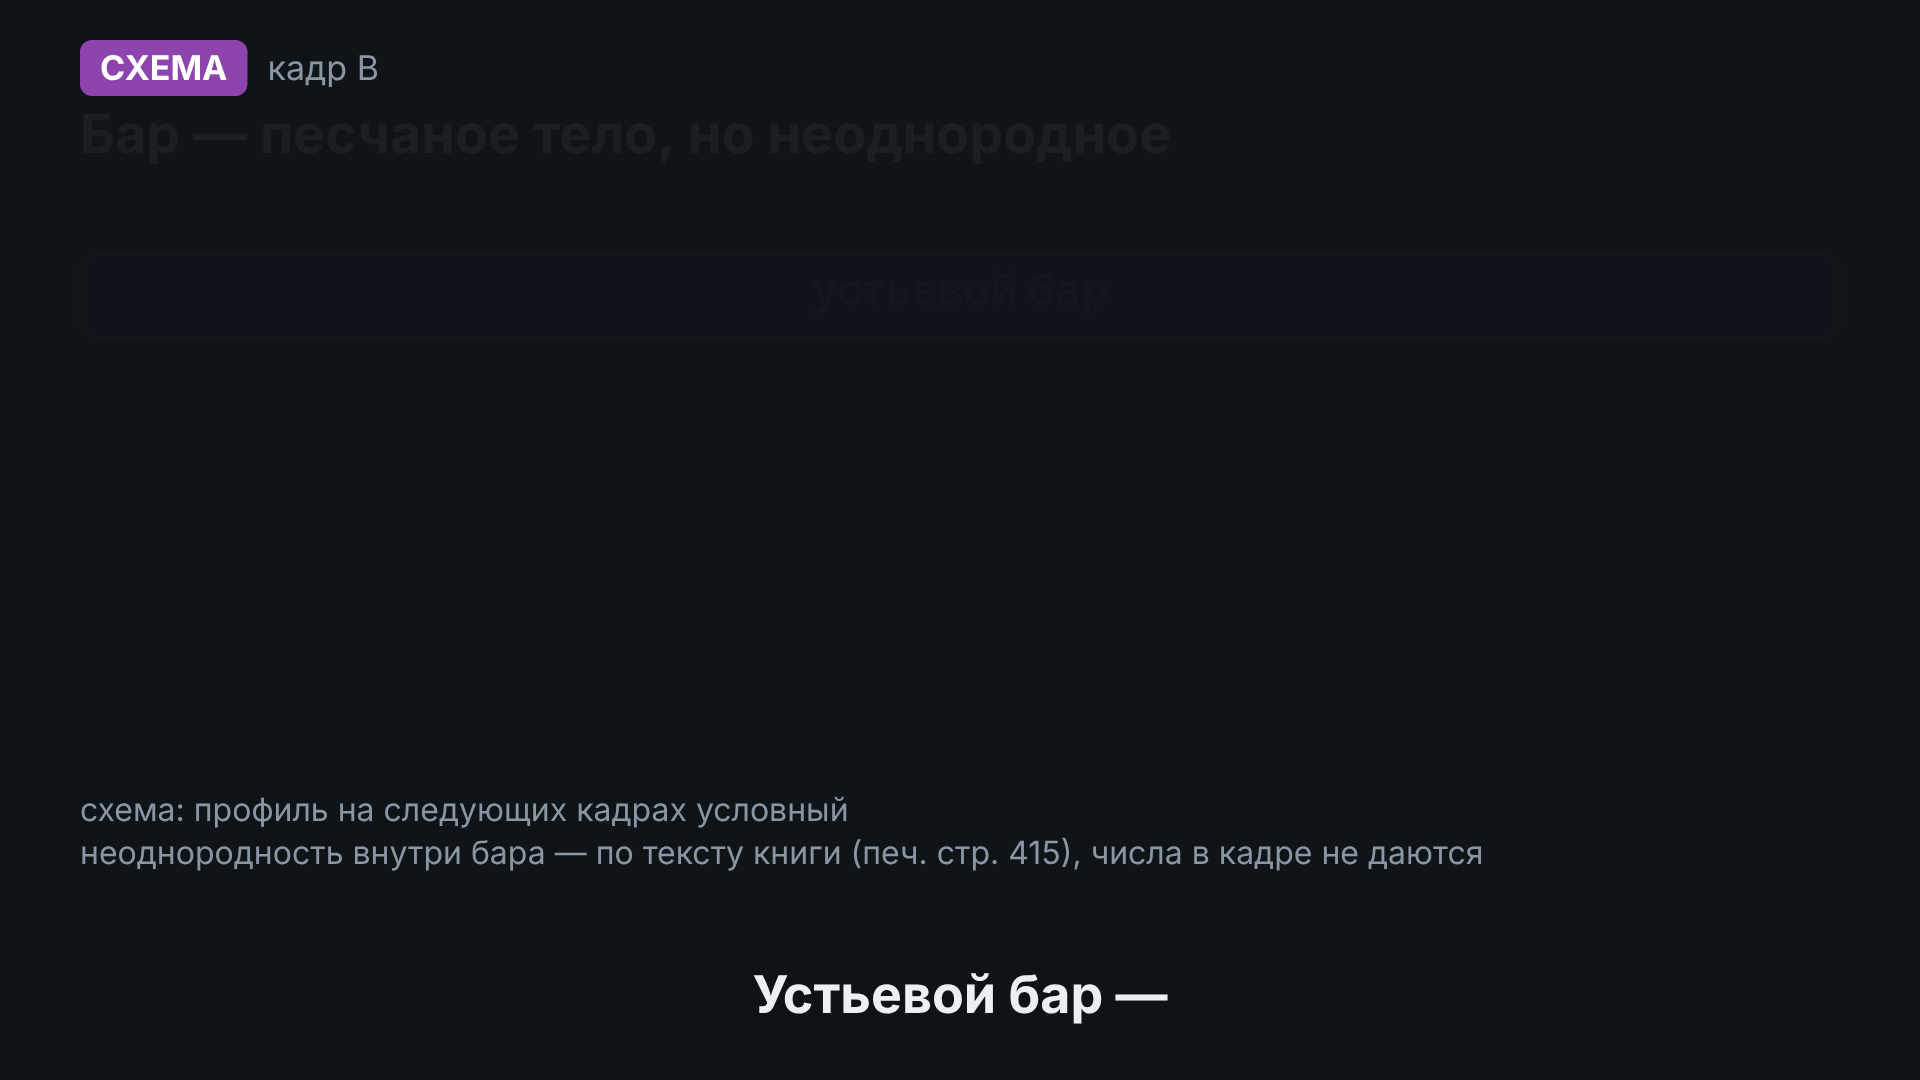 СХЕМА кадр В
Бар — песчаное тело, но неоднородное
устьевой бар
схема: профиль на следующих кадрах условный
неоднородность внутри бара — по тексту книги (печ. стр. 415), числа в кадре не даются
Устьевой бар —